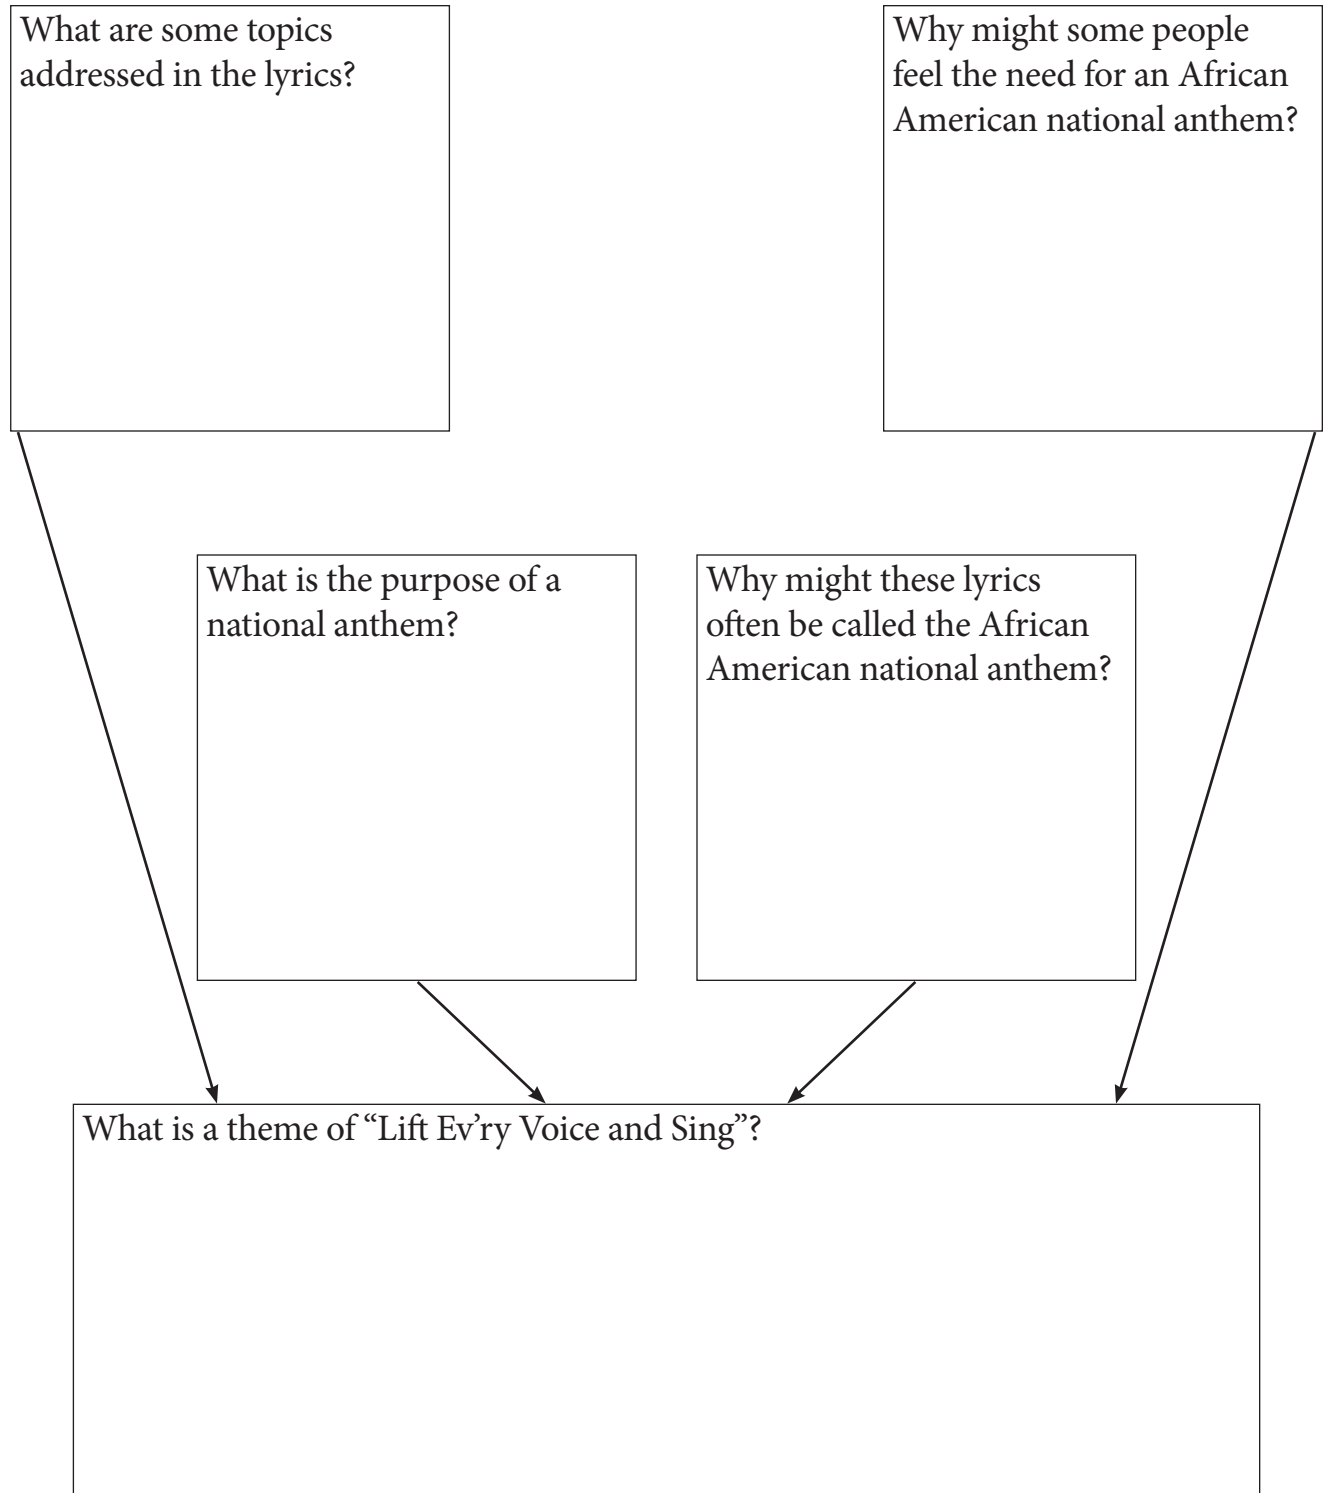 What are some topics
addressed in the lyrics?
Why might some people
feel the need for an African
American national anthem?
What is the purpose of a
national anthem?
Why might these lyrics
often be called the African
American national anthem?
What is a theme of “Lift Ev’ry Voice and Sing”?